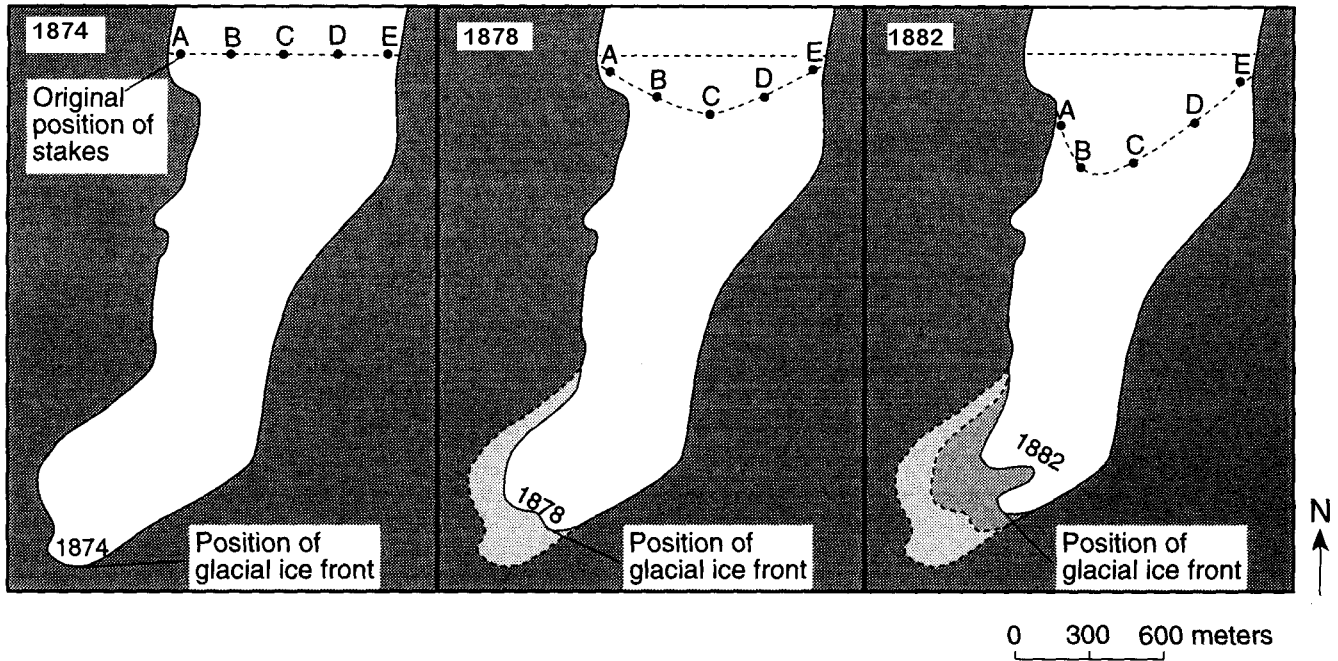 1874
A B C D E
Original
position of
stakes
1874
Position of
glacial ice front
1878
A B C D E
1878
Position of
glacial ice front
1882
A B C D E
1882
Position of
glacial ice front
N
0 300 600 meters